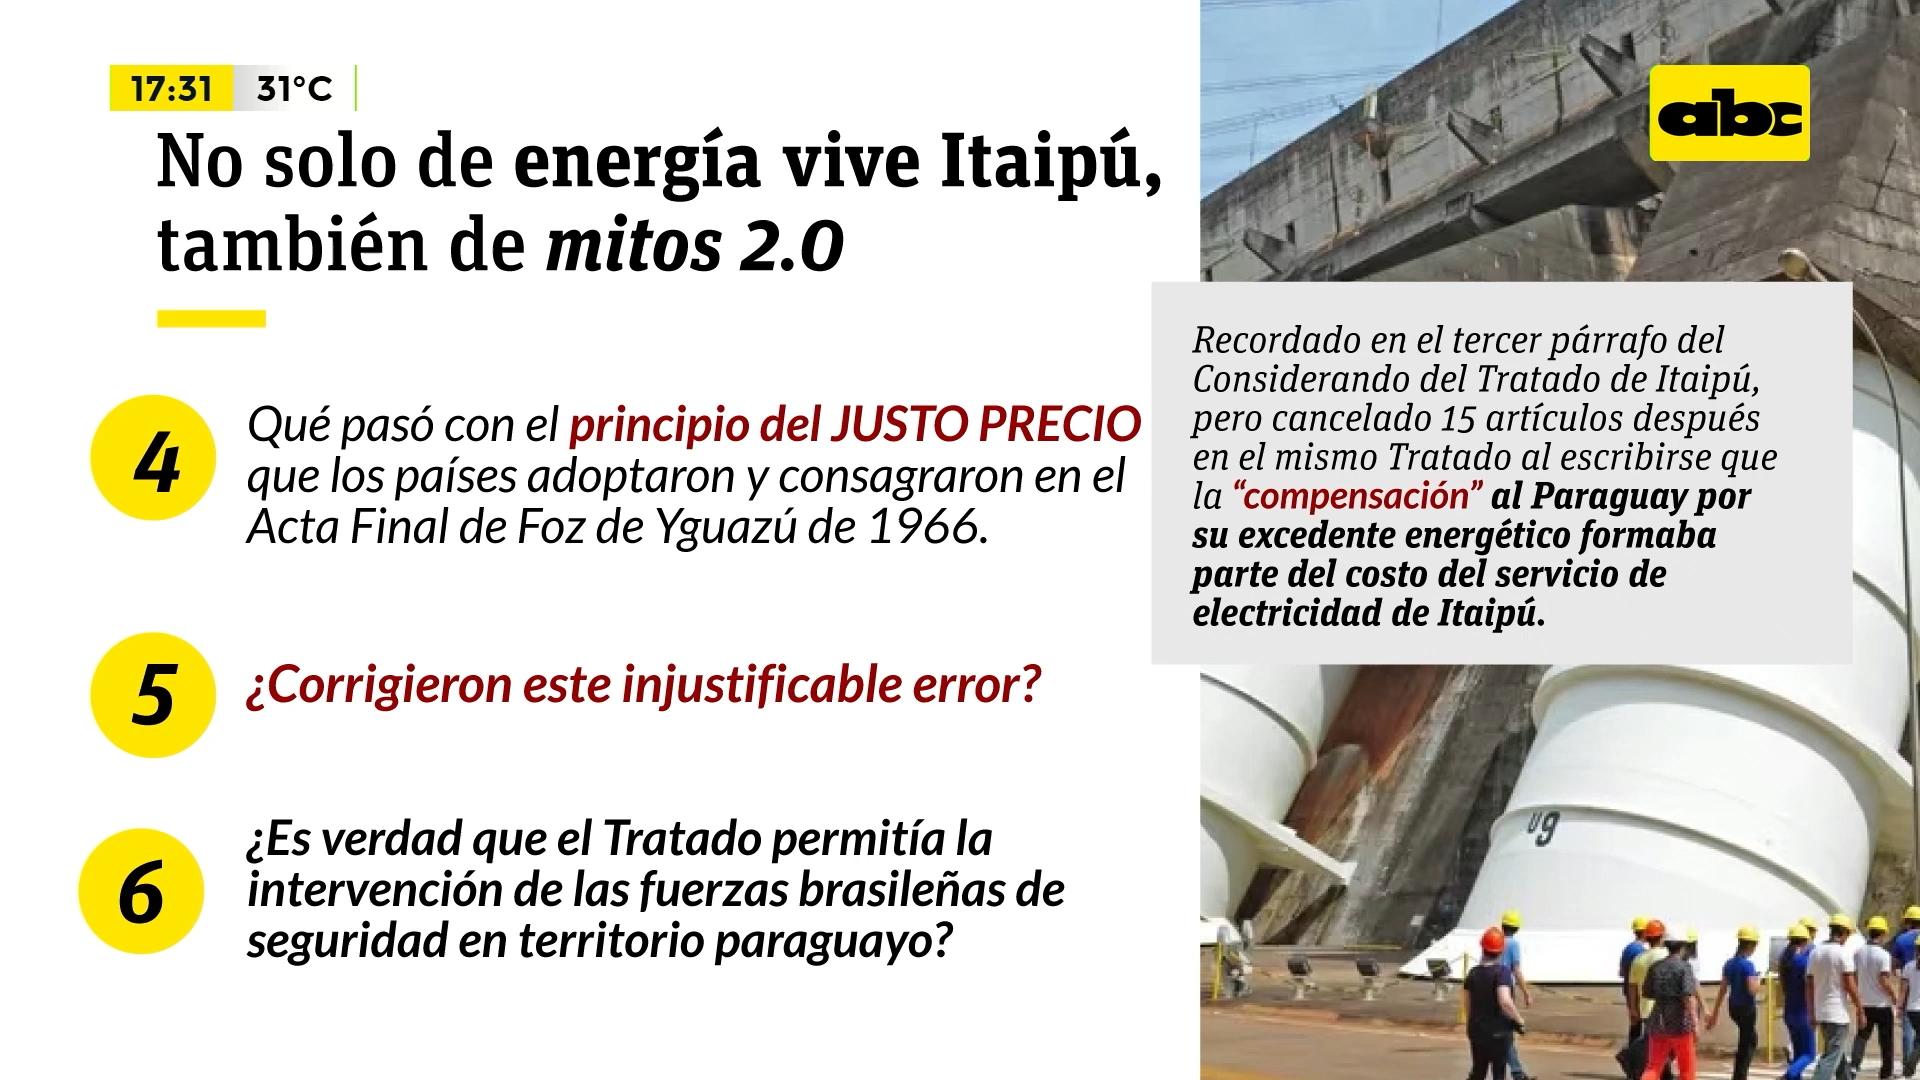 17:31 31°C
abc
No solo de energía vive Itaipú,
también de mitos 2.0
4
Qué pasó con el principio del JUSTO PRECIO
que los países adoptaron y consagraron en el
Acta Final de Foz de Yguazú de 1966.
5
¿Corrigieron este injustificable error?
6
¿Es verdad que el Tratado permitía la
intervención de las fuerzas brasileñas de
seguridad en territorio paraguayo?
Recordado en el tercer párrafo del
Considerando del Tratado de Itaipú,
pero cancelado 15 artículos después
en el mismo Tratado al escribirse que
la “compensación” al Paraguay por
su excedente energético formaba
parte del costo del servicio de
electricidad de Itaipú.
U9